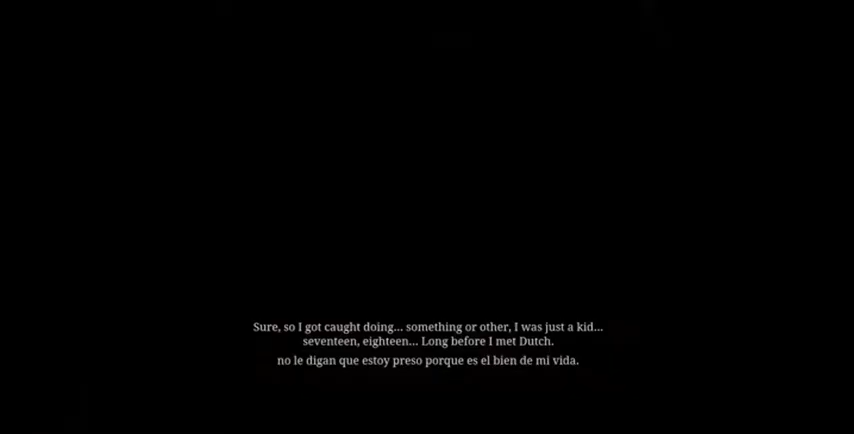 Sure, so I got caught doing... something or other, I was just a kid...
seventeen, eighteen... Long before I met Dutch.
no le digan que estoy preso porque es el bien de mi vida.